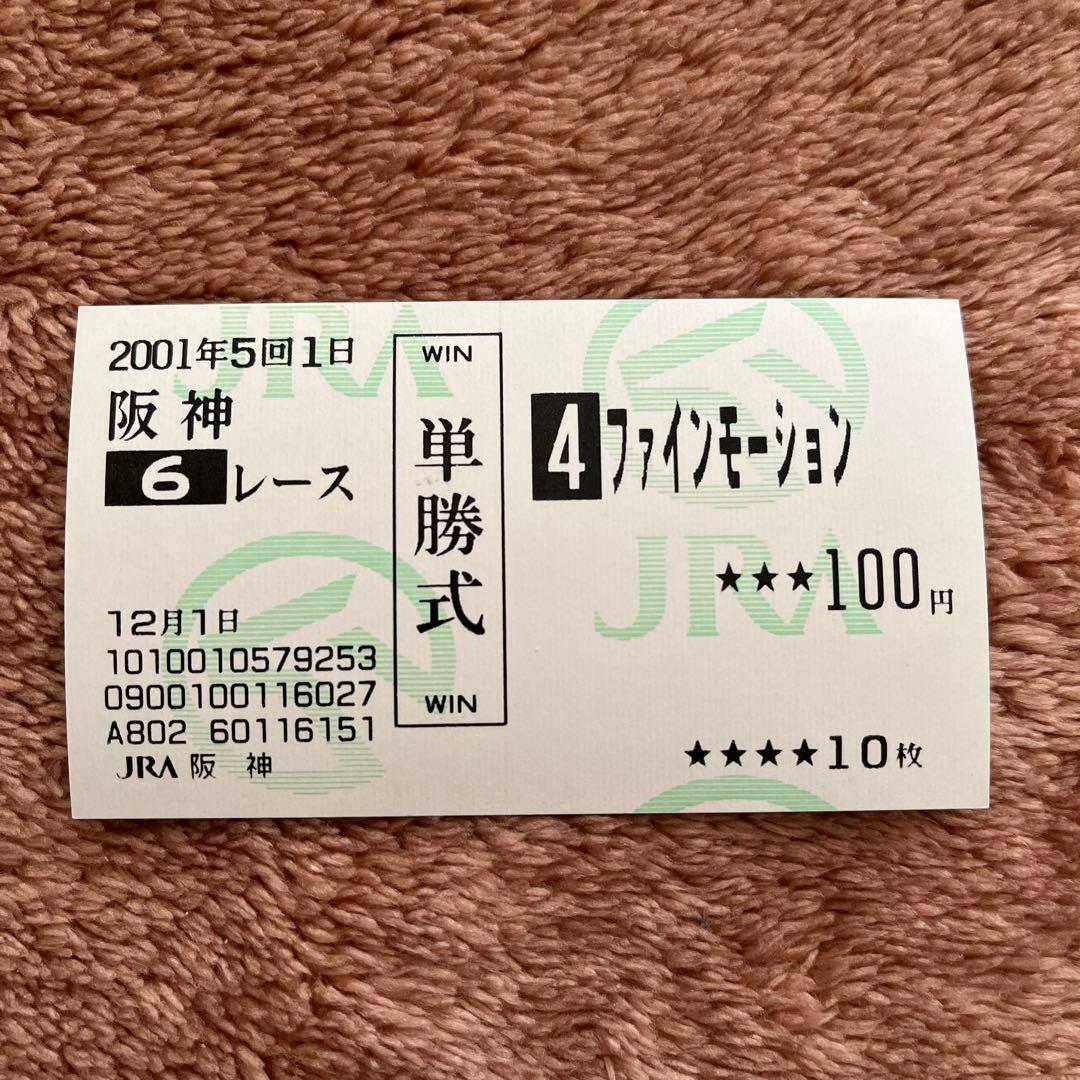 2001年5回1日
阪神
6レース
12月1日
1010010579253
0900100116027
A802 60116151
JRA 阪 神
WIN
単勝式
WIN
4ファインモーション
★★★100円
★★★★10枚
JRA
JRA